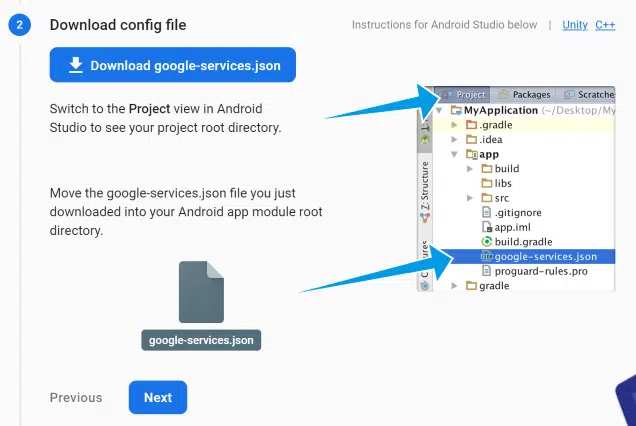 2
Download config file
Instructions for Android Studio below | Unity C++
Download google-services.json
Switch to the Project view in Android
Studio to see your project root directory.
Move the google-services.json file you just
downloaded into your Android app module root
directory.
google-services.json
Project Packages Scratche
MyApplication (~/Desktop/My
.gradle
.idea
app
build
libs
src
.gitignore
app.iml
build.gradle
google-services.json
proguard-rules.pro
gradle
Z: Structure
Previous
Next